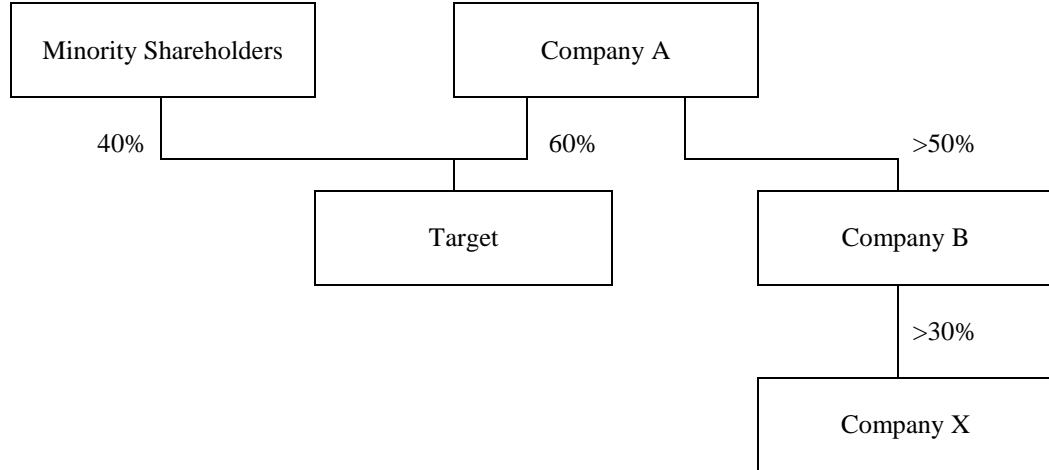 Minority Shareholders
Company A
40%
60%
>50%
Target
Company B
>30%
Company X